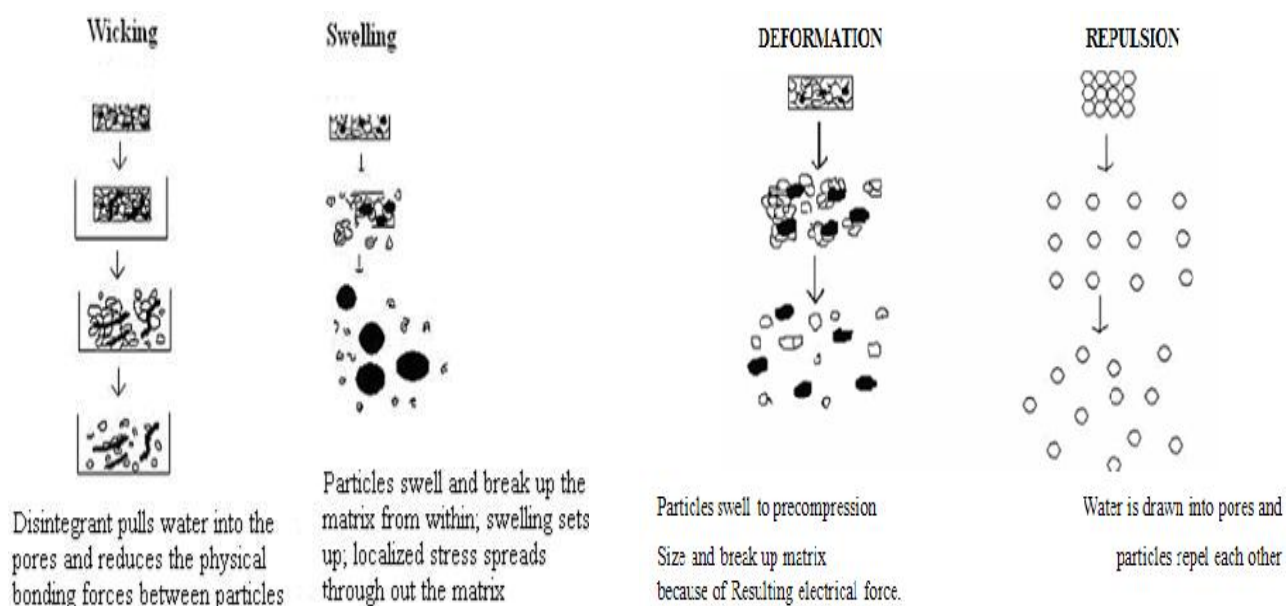 Wicking
Disintegrant pulls water into the
pores and reduces the physical
bonding forces between particles
Swelling
Particles swell and break up the
matrix from within; swelling sets
up; localized stress spreads
through out the matrix
DEFORMATION
Particles swell to precompression
Size and break up matrix
because of Resulting electrical force.
REPULSION
Water is drawn into pores and
particles repel each other